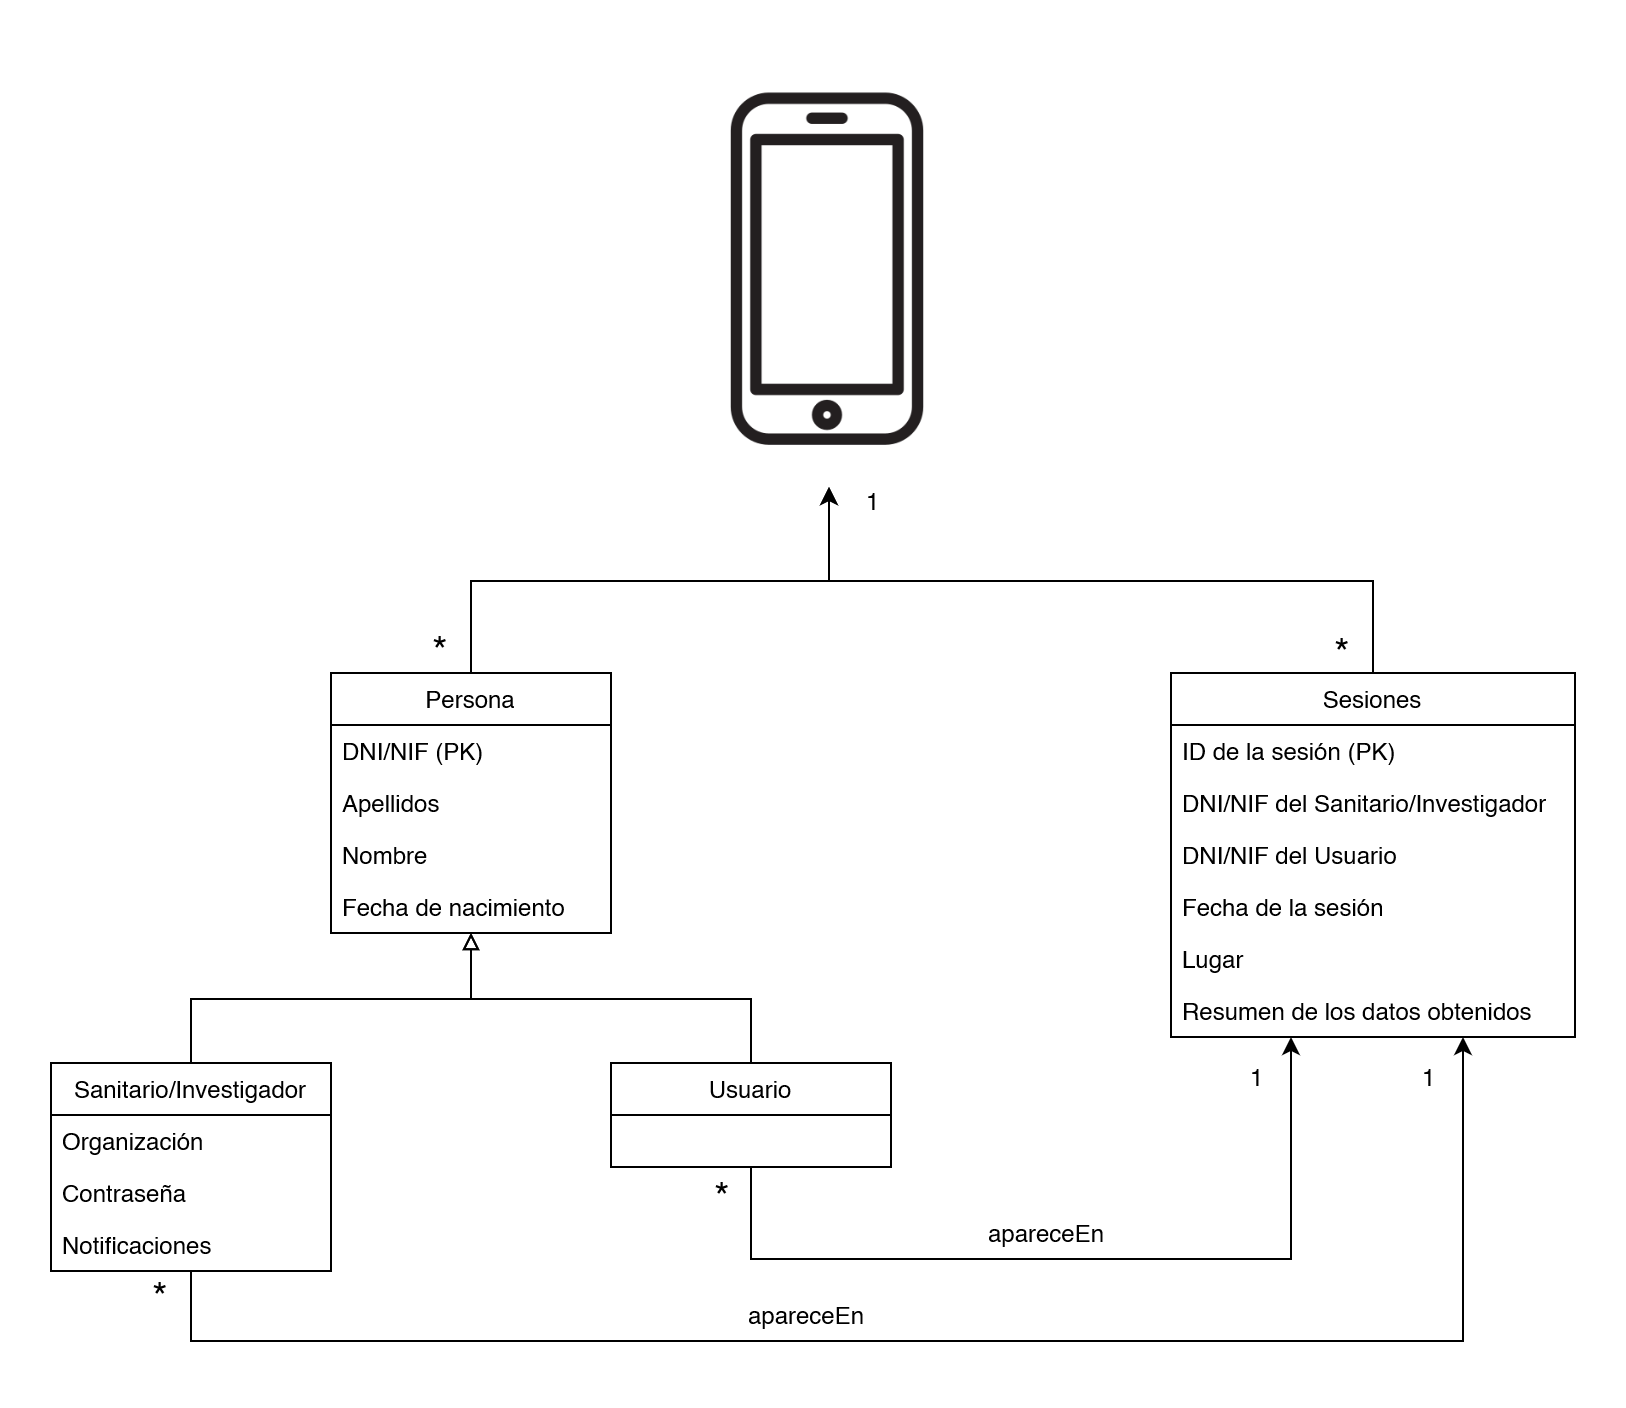 1
*
*
Persona
DNI/NIF (PK)
Apellidos
Nombre
Fecha de nacimiento
Sesiones
ID de la sesión (PK)
DNI/NIF del Sanitario/Investigador
DNI/NIF del Usuario
Fecha de la sesión
Lugar
Resumen de los datos obtenidos
Sanitario/Investigador
Organización
Contraseña
Notificaciones
Usuario
1
1
*
apareceEn
*
apareceEn